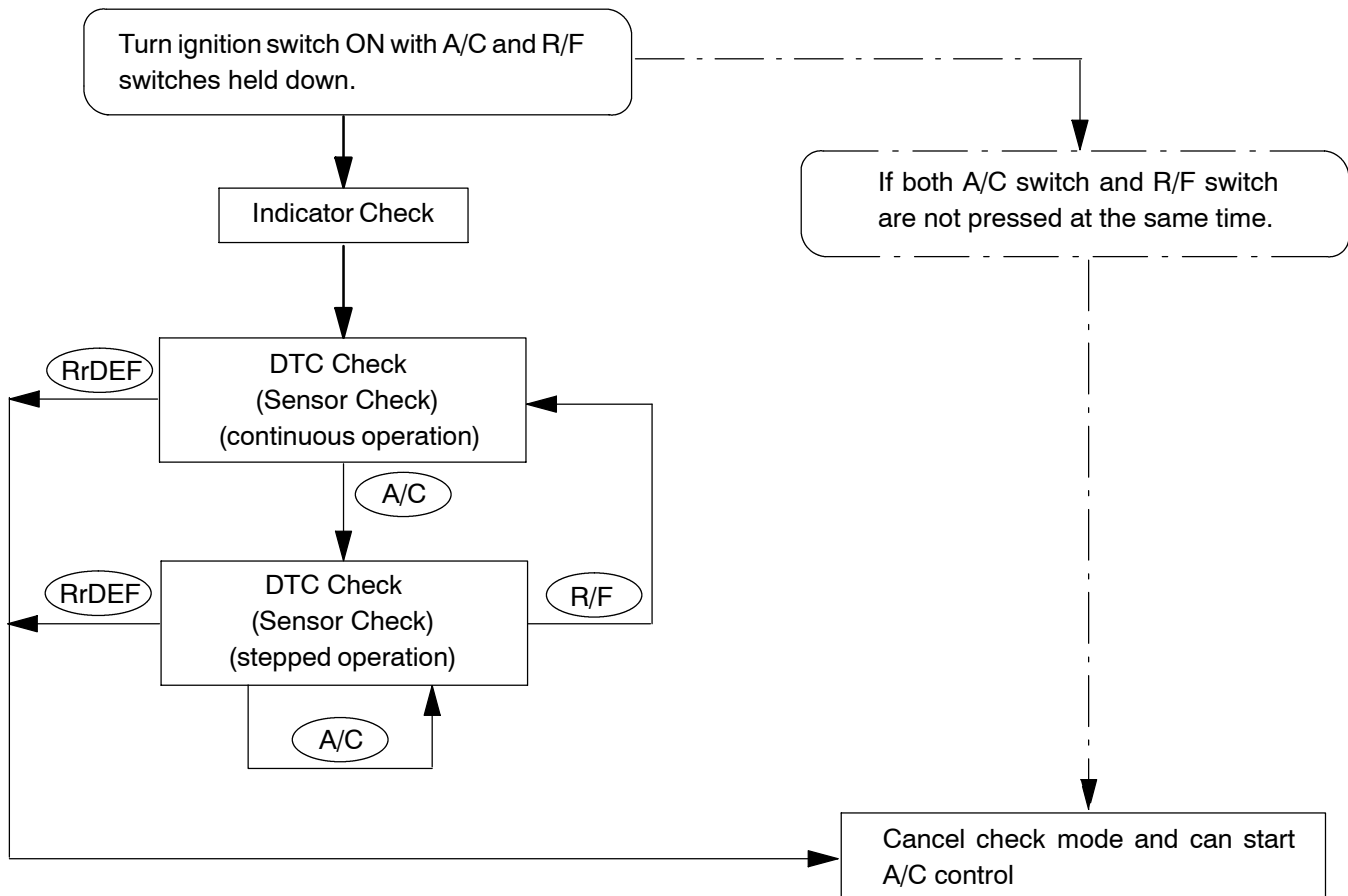 Turn ignition switch ON with A/C and R/F
switches held down.
If both A/C switch and R/F switch
are not pressed at the same time.
Indicator Check
RrDEF
DTC Check
(Sensor Check)
(continuous operation)
A/C
RrDEF
DTC Check
(Sensor Check)
(stepped operation)
R/F
A/C
Cancel check mode and can start
A/C control